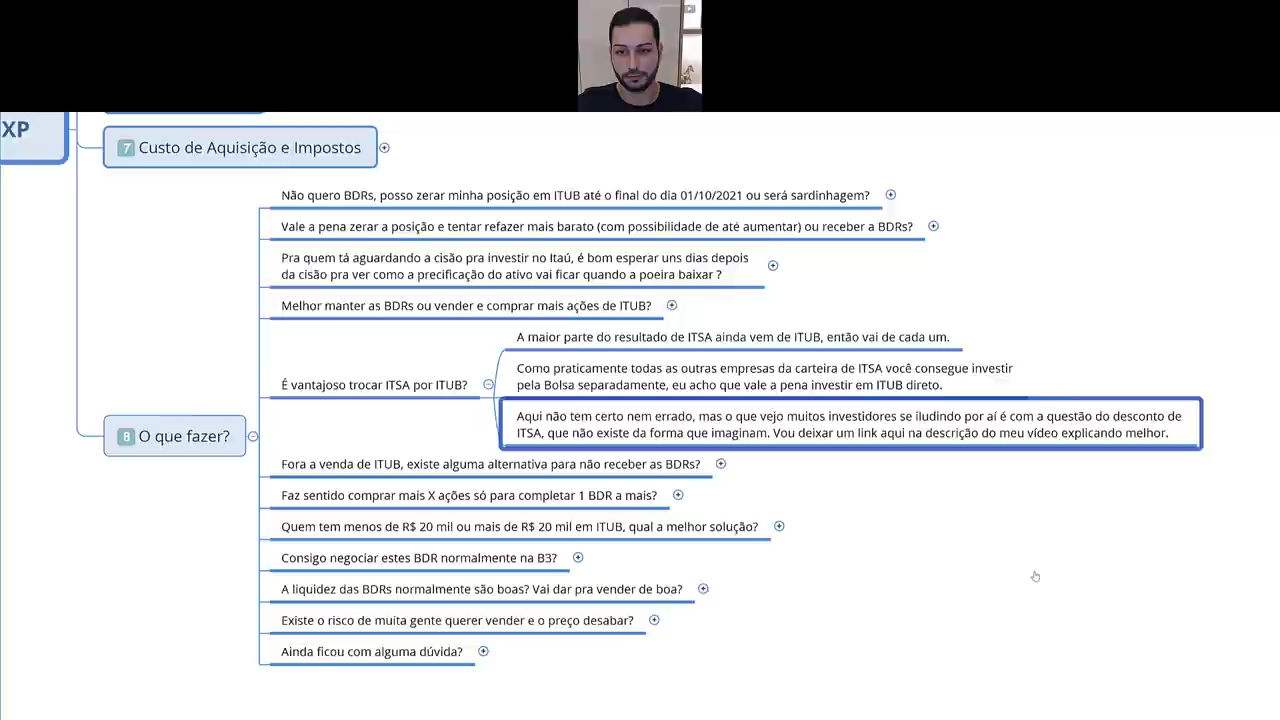 XP
7 Custo de Aquisição e Impostos
Não quero BDRs, posso zerar minha posição em ITUB até o final do dia 01/10/2021 ou será sardinhagem?
Vale a pena zerar a posição e tentar refazer mais barato (com possibilidade de até aumentar) ou receber a BDRs?
Pra quem tá aguardando a cisão pra investir no Itaú, é bom esperar uns dias depois
da cisão pra ver como a precificação do ativo vai ficar quando a poeira baixar ?
Melhor manter as BDRs ou vender e comprar mais ações de ITUB?
A maior parte do resultado de ITSA ainda vem de ITUB, então vai de cada um.
Como praticamente todas as outras empresas da carteira de ITSA você consegue investir
pela Bolsa separadamente, eu acho que vale a pena investir em ITUB direto.
É vantajoso trocar ITSA por ITUB?
Aqui não tem certo nem errado, mas o que vejo muitos investidores se iludindo por aí é com a questão do desconto de
ITSA, que não existe da forma que imaginam. Vou deixar um link aqui na descrição do meu vídeo explicando melhor.
8 O que fazer?
Fora a venda de ITUB, existe alguma alternativa para não receber as BDRs?
Faz sentido comprar mais X ações só para completar 1 BDR a mais?
Quem tem menos de R$ 20 mil ou mais de R$ 20 mil em ITUB, qual a melhor solução?
Consigo negociar estes BDR normalmente na B3?
A liquidez das BDRs normalmente são boas? Vai dar pra vender de boa?
Existe o risco de muita gente querer vender e o preço desabar?
Ainda ficou com alguma dúvida?